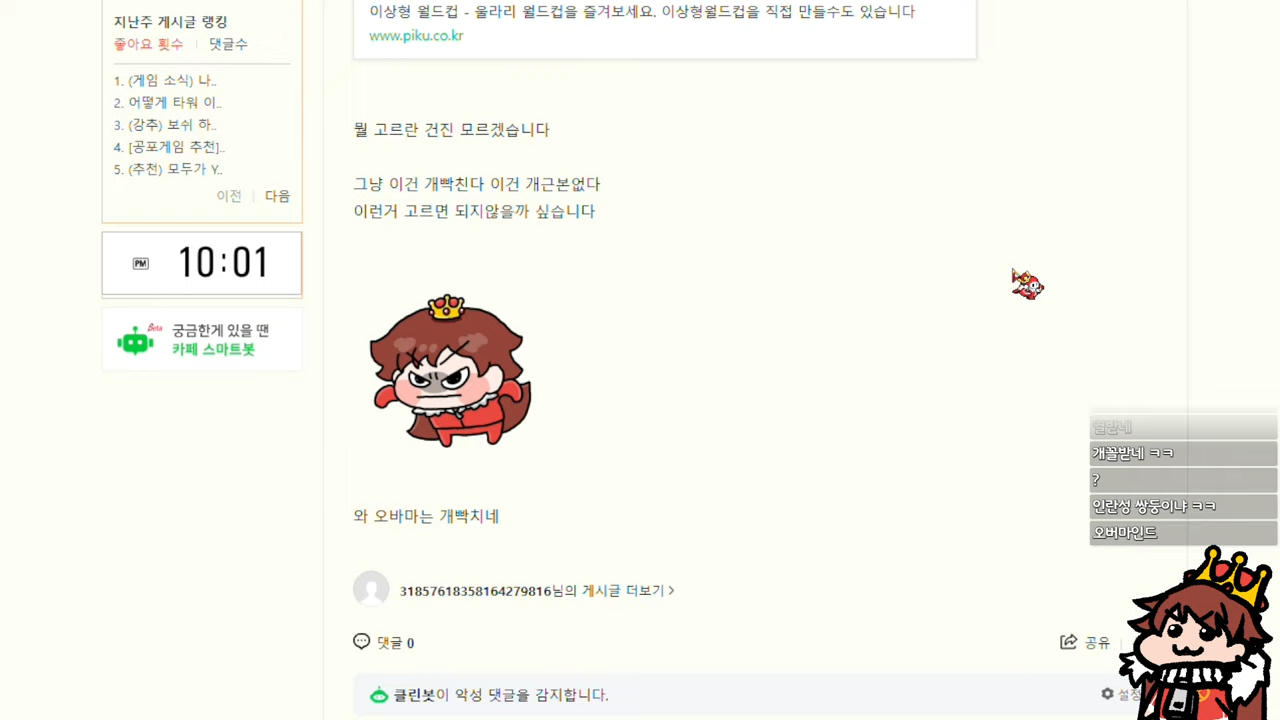 지난주 게시글 랭킹
좋아요 횟수 댓글수
1. (게임 소식) 나..
2. 어떻게 타워 이..
3. (강추) 보쉬 하..
4. [공포게임 추천]..
5. (추천) 모두가 Y..
이전 다음
PM 10:01
Beta
궁금한게 있을 땐
카페 스마트봇
이상형 월드컵 - 울라리 월드컵을 즐겨보세요. 이상형월드컵을 직접 만들수도 있습니다
www.piku.co.kr
뭘 고르란 건진 모르겠습니다
그냥 이건 개빡친다 이건 개근본없다
이런거 고르면 되지않을까 싶습니다
와 오바마는 개빡치네
31857618358164279816님의 게시글 더보기 >
댓글 0
공유
클린봇이 악성 댓글을 감지합니다.
설정
열받네
개꼴받네 ㅋㅋ
?
인란성 쌍둥이냐 ㅋㅋ
오버마인드